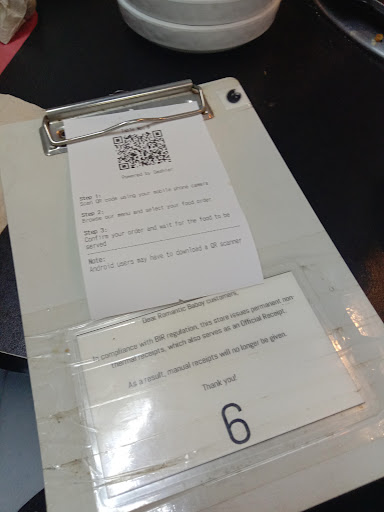 Powered by
Step 1:
Scan QR code using your mobile phone camera
Step 2:
Browse our menu and select your food order
Step 3:
Confirm your order and wait for the food to be
served
Note:
Android users may have to download a QR scanner
Dear Romantic Baboy customers,
In compliance with BIR regulation, this store issues permanent non
thermal receipts, which also serves as an Official Receipt.
As a result, manual receipts will no longer be given.
Thank you!
6